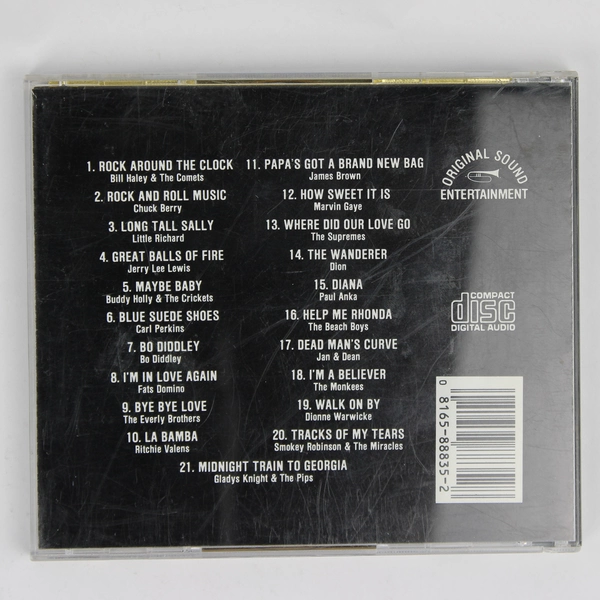 1. ROCK AROUND THE CLOCK
Bill Haley & The Comets
2. ROCK AND ROLL MUSIC
Chuck Berry
3. LONG TALL SALLY
Little Richard
4. GREAT BALLS OF FIRE
Jerry Lee Lewis
5. MAYBE BABY
Buddy Holly & The Crickets
6. BLUE SUEDE SHOES
Carl Perkins
7. BO DIDDLEY
Bo Diddley
8. I'M IN LOVE AGAIN
Fats Domino
9. BYE BYE LOVE
The Everly Brothers
10. LA BAMBA
Ritchie Valens
11. PAPA'S GOT A BRAND NEW BAG
James Brown
12. HOW SWEET IT IS
Marvin Gaye
13. WHERE DID OUR LOVE GO
The Supremes
14. THE WANDERER
Dion
15. DIANA
Paul Anka
16. HELP ME RHONDA
The Beach Boys
17. DEAD MAN'S CURVE
Jan & Dean
18. I'M A BELIEVER
The Monkees
19. WALK ON BY
Dionne Warwicke
20. TRACKS OF MY TEARS
Smokey Robinson & The Miracles
21. MIDNIGHT TRAIN TO GEORGIA
Gladys Knight & The Pips
ORIGINAL SOUND
ENTERTAINMENT
COMPACT
disc
DIGITAL AUDIO
0 8165-88835-2